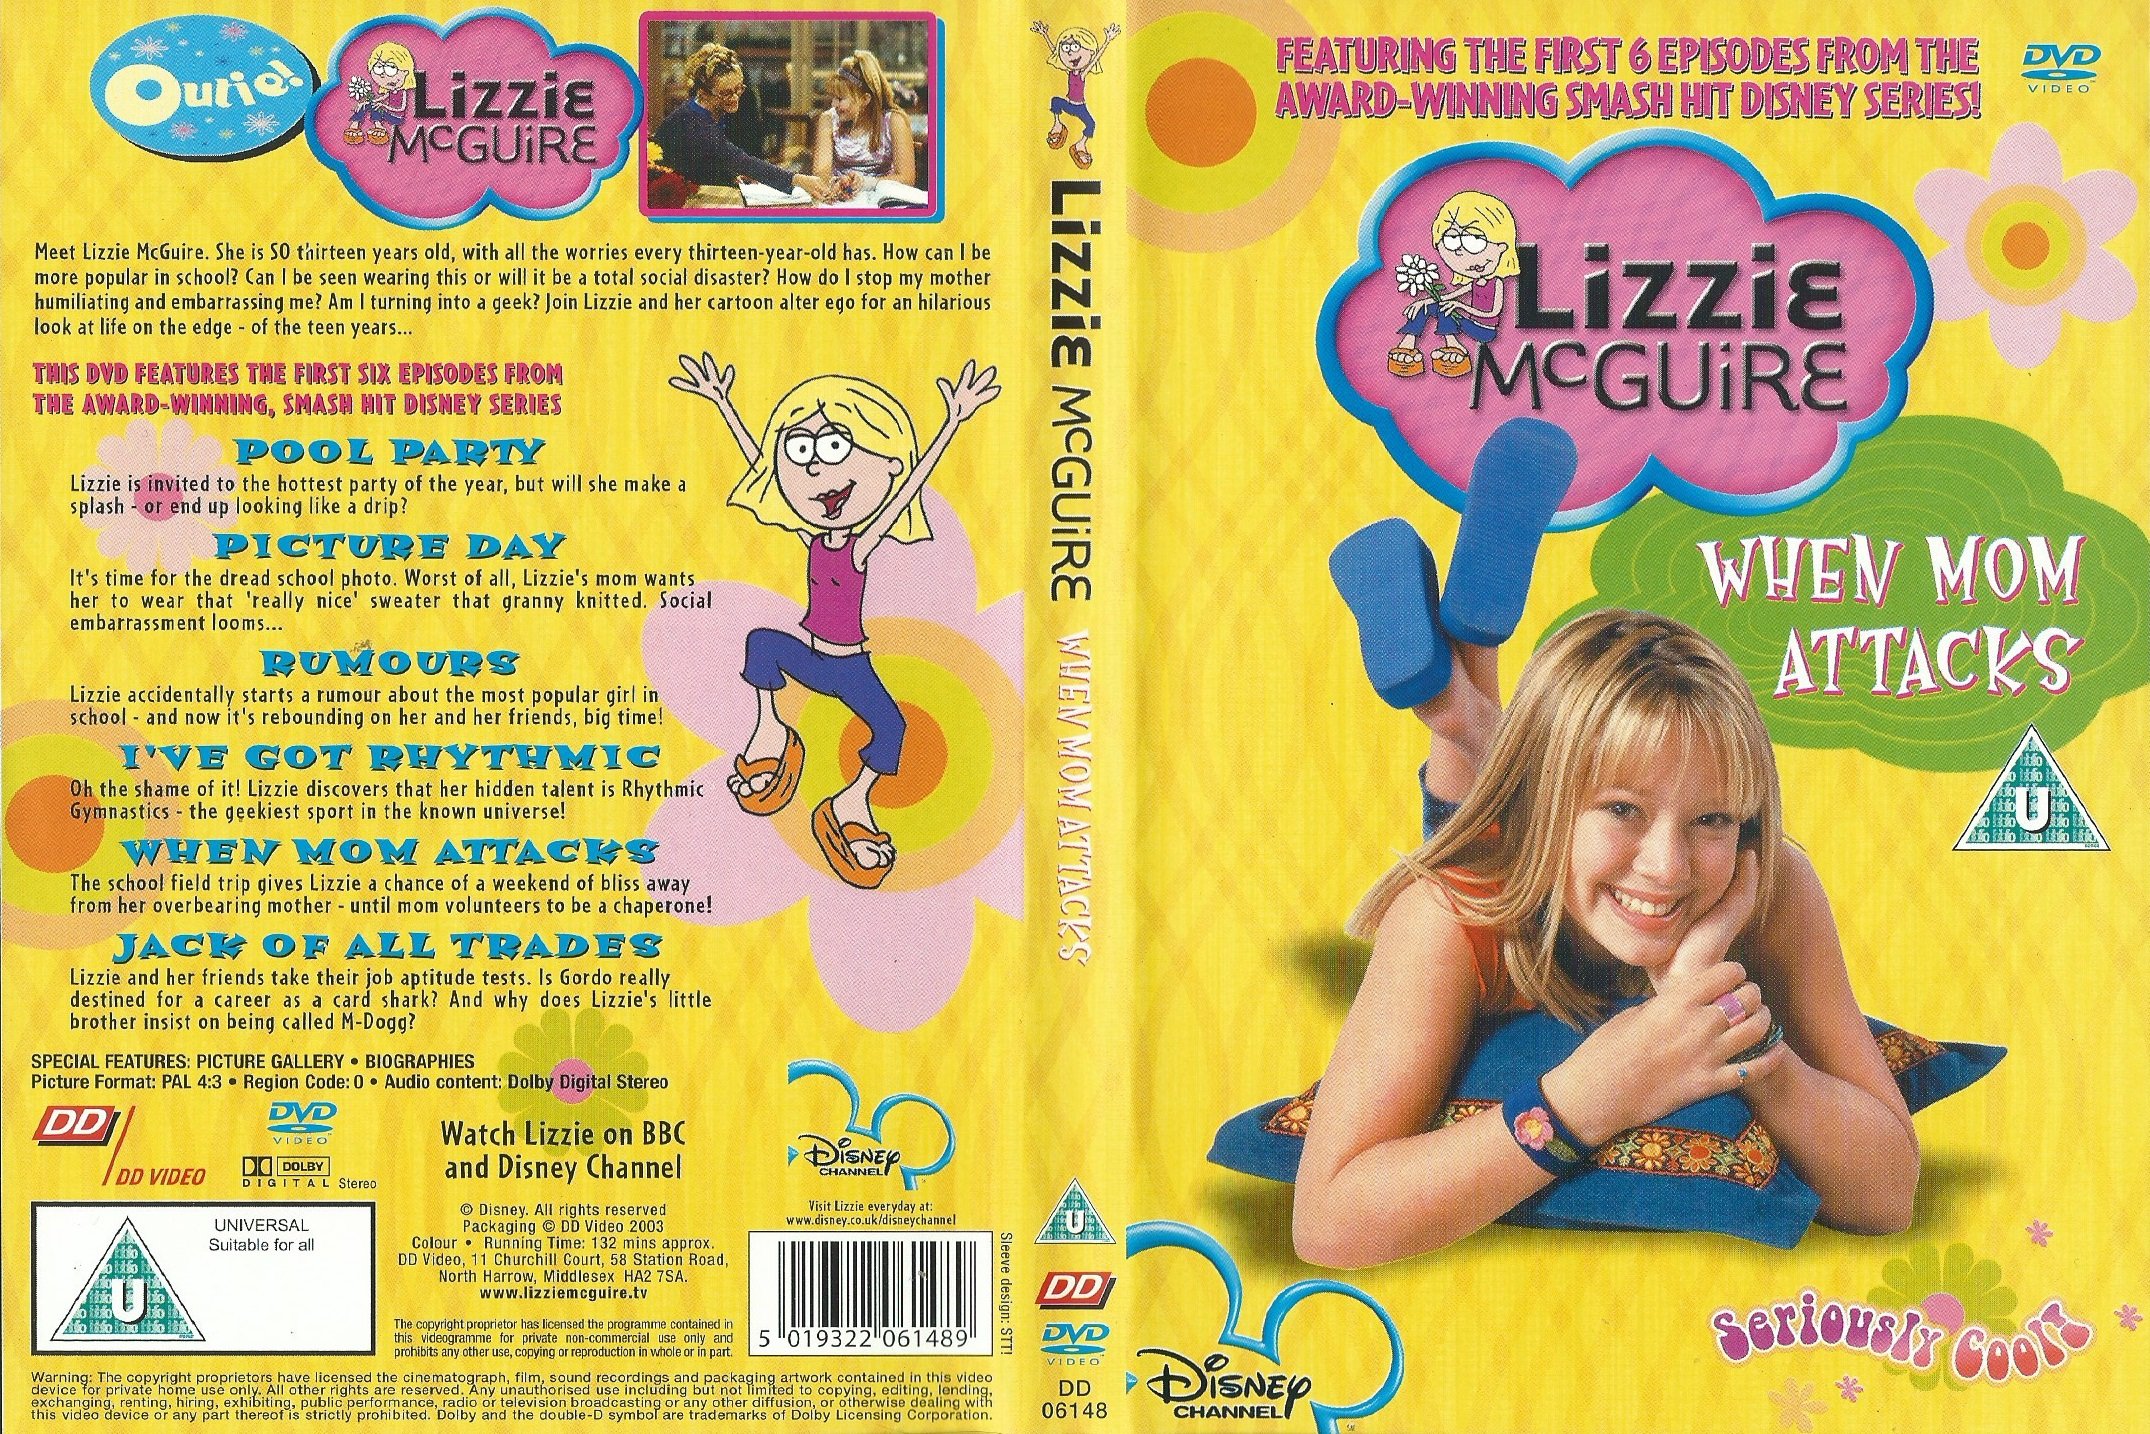 Outie!
Lizzie
McGUiRE
Meet Lizzie McGuire. She is SO thirteen years old, with all the worries every thirteen-year-old has. How can I be
more popular in school? Can I be seen wearing this or will it be a total social disaster? How do I stop my mother
humiliating and embarrassing me? Am I turning into a geek? Join Lizzie and her cartoon alter ego for an hilarious
look at life on the edge - of the teen years...
THIS DVD FEATURES THE FIRST SIX EPISODES FROM
THE AWARD-WINNING, SMASH HIT DISNEY SERIES
POOL PARTY
Lizzie is invited to the hottest party of the year, but will she make a
splash - or end up looking like a drip?
PICTURE DAY
It's time for the dread school photo. Worst of all, Lizzie's mom wants
her to wear that 'really nice' sweater that granny knitted. Social
embarrassment looms...
RUMOURS
Lizzie accidentally starts a rumour about the most popular girl in
school - and now it's rebounding on her and her friends, big time!
I'VE GOT RHYTHMIC
Oh the shame of it! Lizzie discovers that her hidden talent is Rhythmic
Gymnastics - the geekiest sport in the known universe!
WHEN MOM ATTACKS
The school field trip gives Lizzie a chance of a weekend of bliss away
from her overbearing mother - until mom volunteers to be a chaperone!
JACK OF ALL TRADES
Lizzie and her friends take their job aptitude tests. Is Gordo really
destined for a career as a card shark? And why does Lizzie's little
brother insist on being called M-Dogg?
SPECIAL FEATURES: PICTURE GALLERY • BIOGRAPHIES
Picture Format: PAL 4:3 • Region Code: 0 • Audio content: Dolby Digital Stereo
DD
DD VIDEO
DVD
VIDEO
DOLBY
DIGITAL Stereo
Watch Lizzie on BBC
and Disney Channel
Disney
CHANNEL
Visit Lizzie everyday at:
www.disney.co.uk/disneychannel
U
UNIVERSAL
Suitable for all
© Disney. All rights reserved
Packaging © DD Video 2003
Colour • Running Time: 132 mins approx.
DD Video, 11 Churchill Court, 58 Station Road,
North Harrow, Middlesex HA2 7SA.
www.lizziemcguire.tv
The copyright proprietor has licensed the programme contained in
this videogramme for private non-commercial use only and
prohibits any other use, copying or reproduction in whole or in part.
5 019322 061489
Sleeve design: STT!
Warning: The copyright proprietors have licensed the cinematograph, film, sound recordings and packaging artwork contained in this video
device for private home use only. All other rights are reserved. Any unauthorised use including but not limited to copying, editing, lending,
exchanging, renting, hiring, exhibiting, public performance, radio or television broadcasting or any other diffusion, or otherwise dealing with
this video device or any part thereof is strictly prohibited. Dolby and the double-D symbol are trademarks of Dolby Licensing Corporation.
Lizzie McGUiRE WHEN MOM ATTACKS
U
DD
DVD
VIDEO
DD
06148
FEATURING THE FIRST 6 EPISODES FROM THE
AWARD-WINNING SMASH HIT DISNEY SERIES!
DVD
VIDEO
Lizzie
McGUiRE
WHEN MOM
ATTACKS
U
Seriously Cool!
Disney
CHANNEL